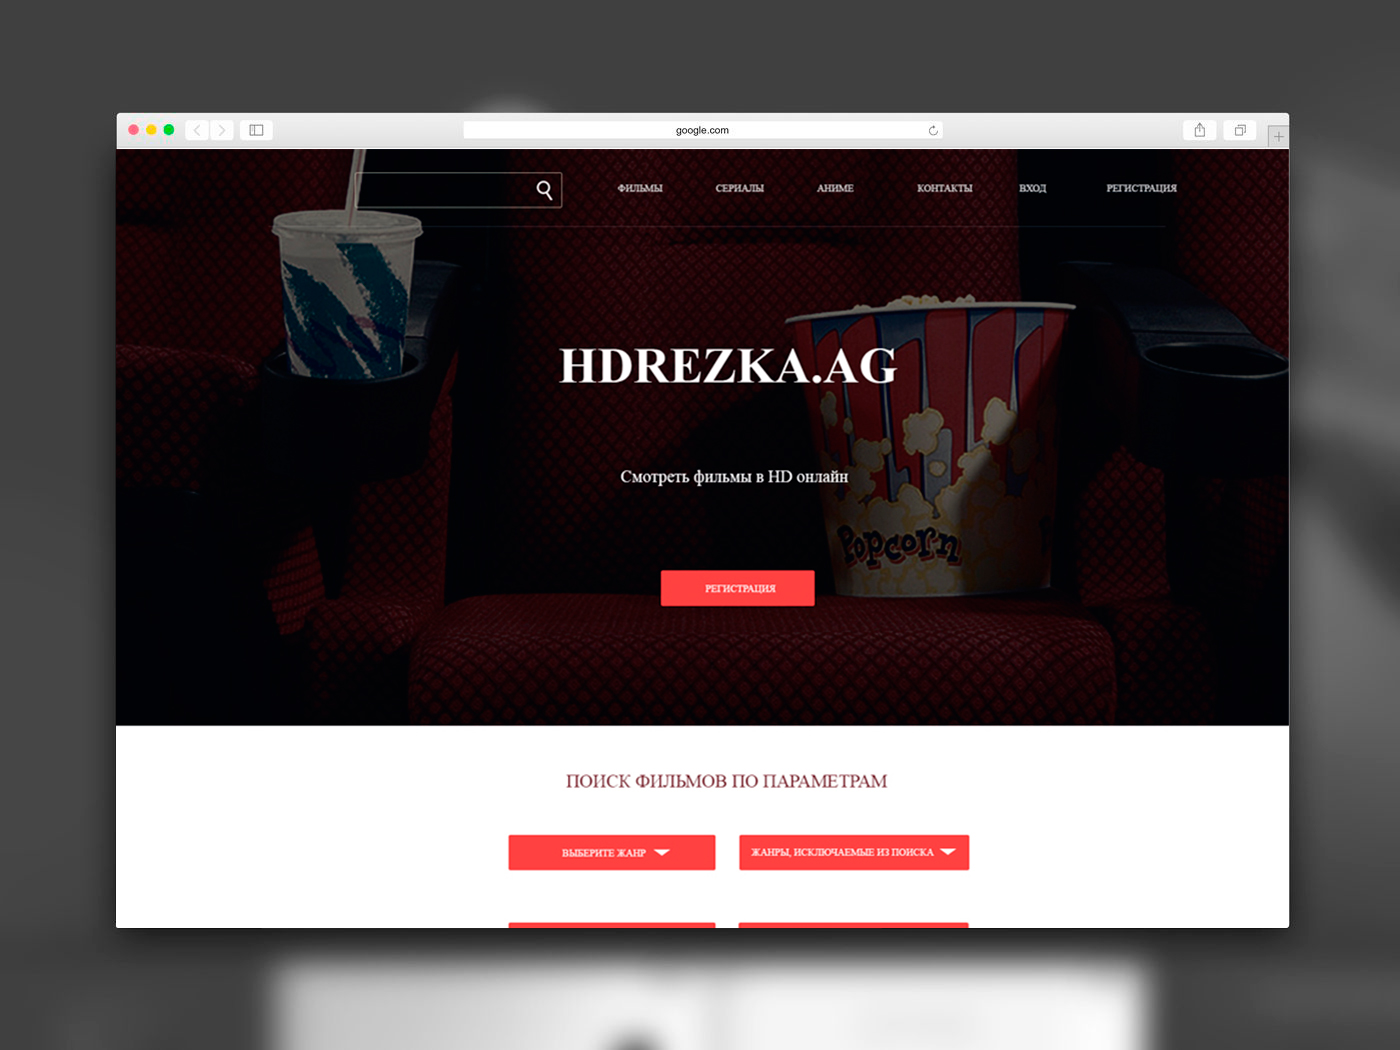 google.com
ФИЛЬМЫ СЕРИАЛЫ АНИМЕ КОНТАКТЫ ВХОД РЕГИСТРАЦИЯ
HDREZKA.AG
Смотреть фильмы в HD онлайн
Popcorn
РЕГИСТРАЦИЯ
ПОИСК ФИЛЬМОВ ПО ПАРАМЕТРАМ
ВЫБЕРИТЕ ЖАНР ЖАНРЫ, ИСКЛЮЧАЕМЫЕ ИЗ ПОИСКА